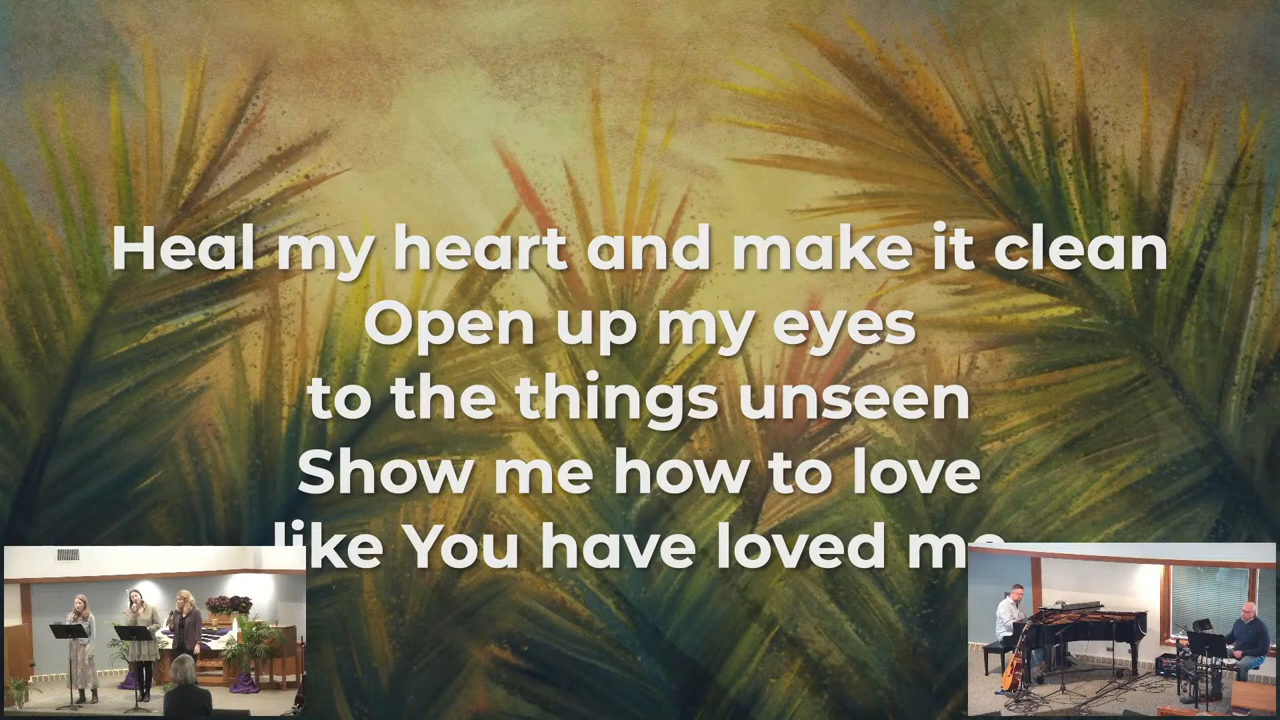 Heal my heart and make it clean
Open up my eyes
to the things unseen
Show me how to love
like You have loved me